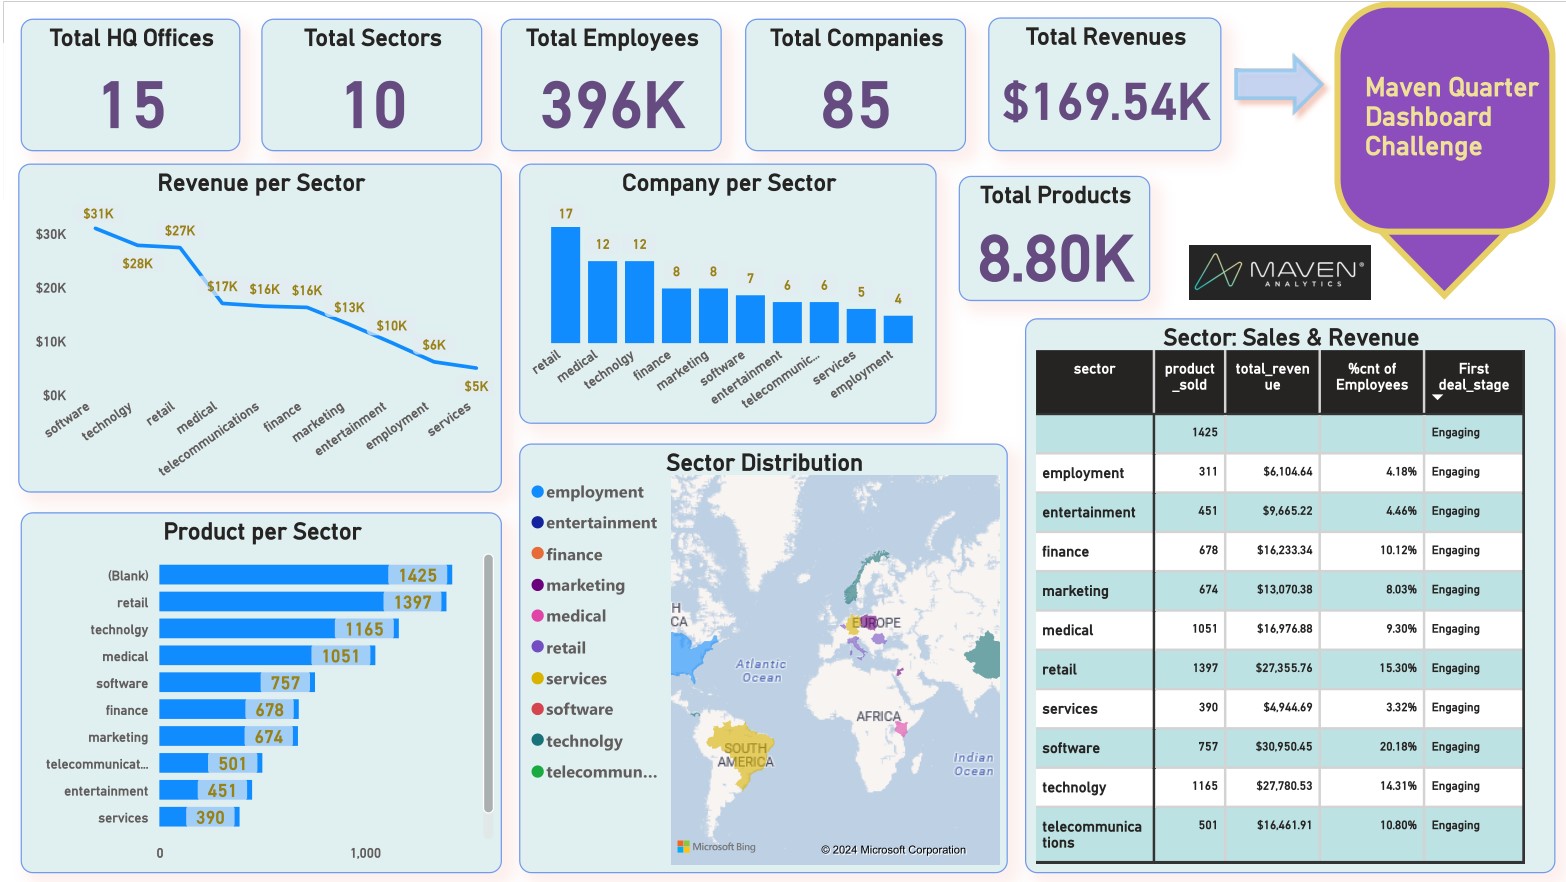 Total HQ Offices
15
Total Sectors
10
Total Employees
396K
Total Companies
85
Total Revenues
$169.54K
Maven Quarter
Dashboard
Challenge
Revenue per Sector
$30K
$20K
$10K
$0K
$31K
$28K
$27K
$17K
$16K
$16K
$13K
$10K
$6K
$5K
software
technolgy
retail
medical
telecommunications
finance
marketing
entertainment
employment
services
Company per Sector
17
12
12
8
8
7
6
6
5
4
retail
medical
technolgy
finance
marketing
software
entertainment
telecommunic...
services
employment
Total Products
8.80K
MAVEN®
ANALYTICS
Product per Sector
(Blank) 1425
retail 1397
technolgy 1165
medical 1051
software 757
finance 678
marketing 674
telecommunicat... 501
entertainment 451
services 390
0 1,000
Sector Distribution
employment
entertainment
finance
marketing
medical
retail
services
software
technolgy
telecommun...
H
CA
EUROPE
Atlantic
Ocean
AFRICA
SOUTH
AMERICA
Indian
Ocean
Microsoft Bing
© 2024 Microsoft Corporation
Sector: Sales & Revenue
sector product_sold total_revenue %cnt of Employees First deal_stage
1425 Engaging
employment 311 $6,104.64 4.18% Engaging
entertainment 451 $9,665.22 4.46% Engaging
finance 678 $16,233.34 10.12% Engaging
marketing 674 $13,070.38 8.03% Engaging
medical 1051 $16,976.88 9.30% Engaging
retail 1397 $27,355.76 15.30% Engaging
services 390 $4,944.69 3.32% Engaging
software 757 $30,950.45 20.18% Engaging
technolgy 1165 $27,780.53 14.31% Engaging
telecommunications 501 $16,461.91 10.80% Engaging